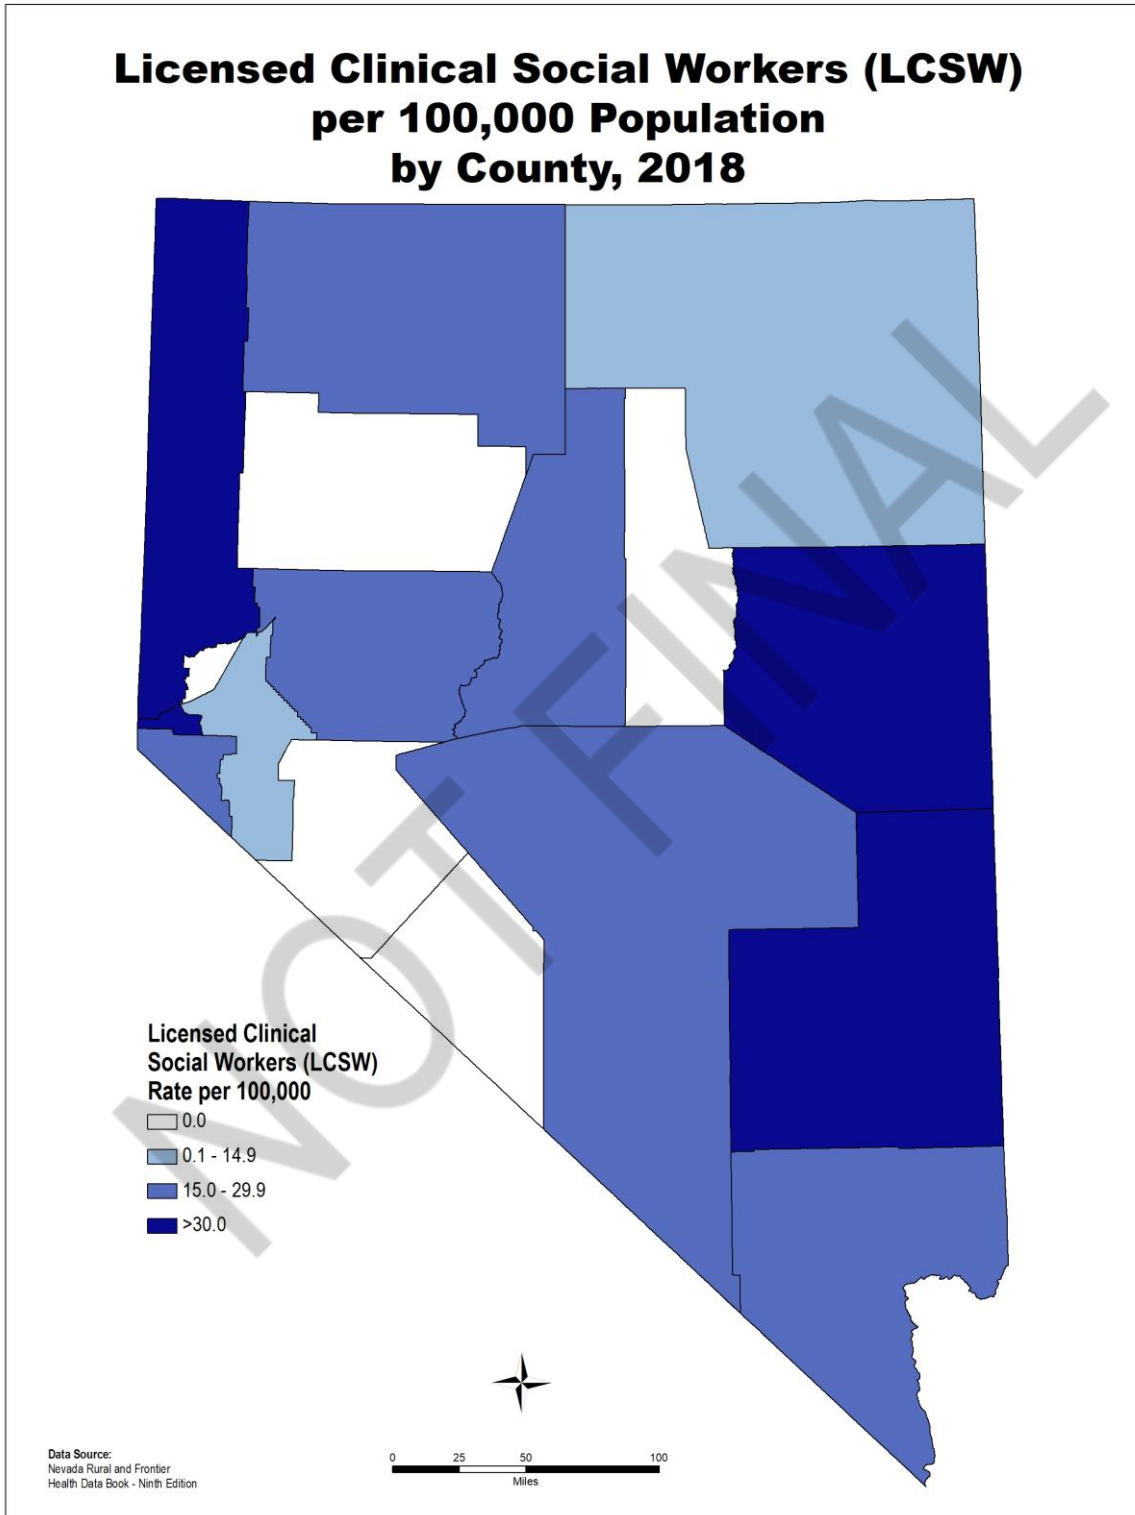 Licensed Clinical Social Workers (LCSW)
per 100,000 Population
by County, 2018
NOT FINAL
Licensed Clinical
Social Workers (LCSW)
Rate per 100,000
0.0
0.1 - 14.9
15.0 - 29.9
>30.0
Data Source:
Nevada Rural and Frontier
Health Data Book - Ninth Edition
0 25 50 100
Miles